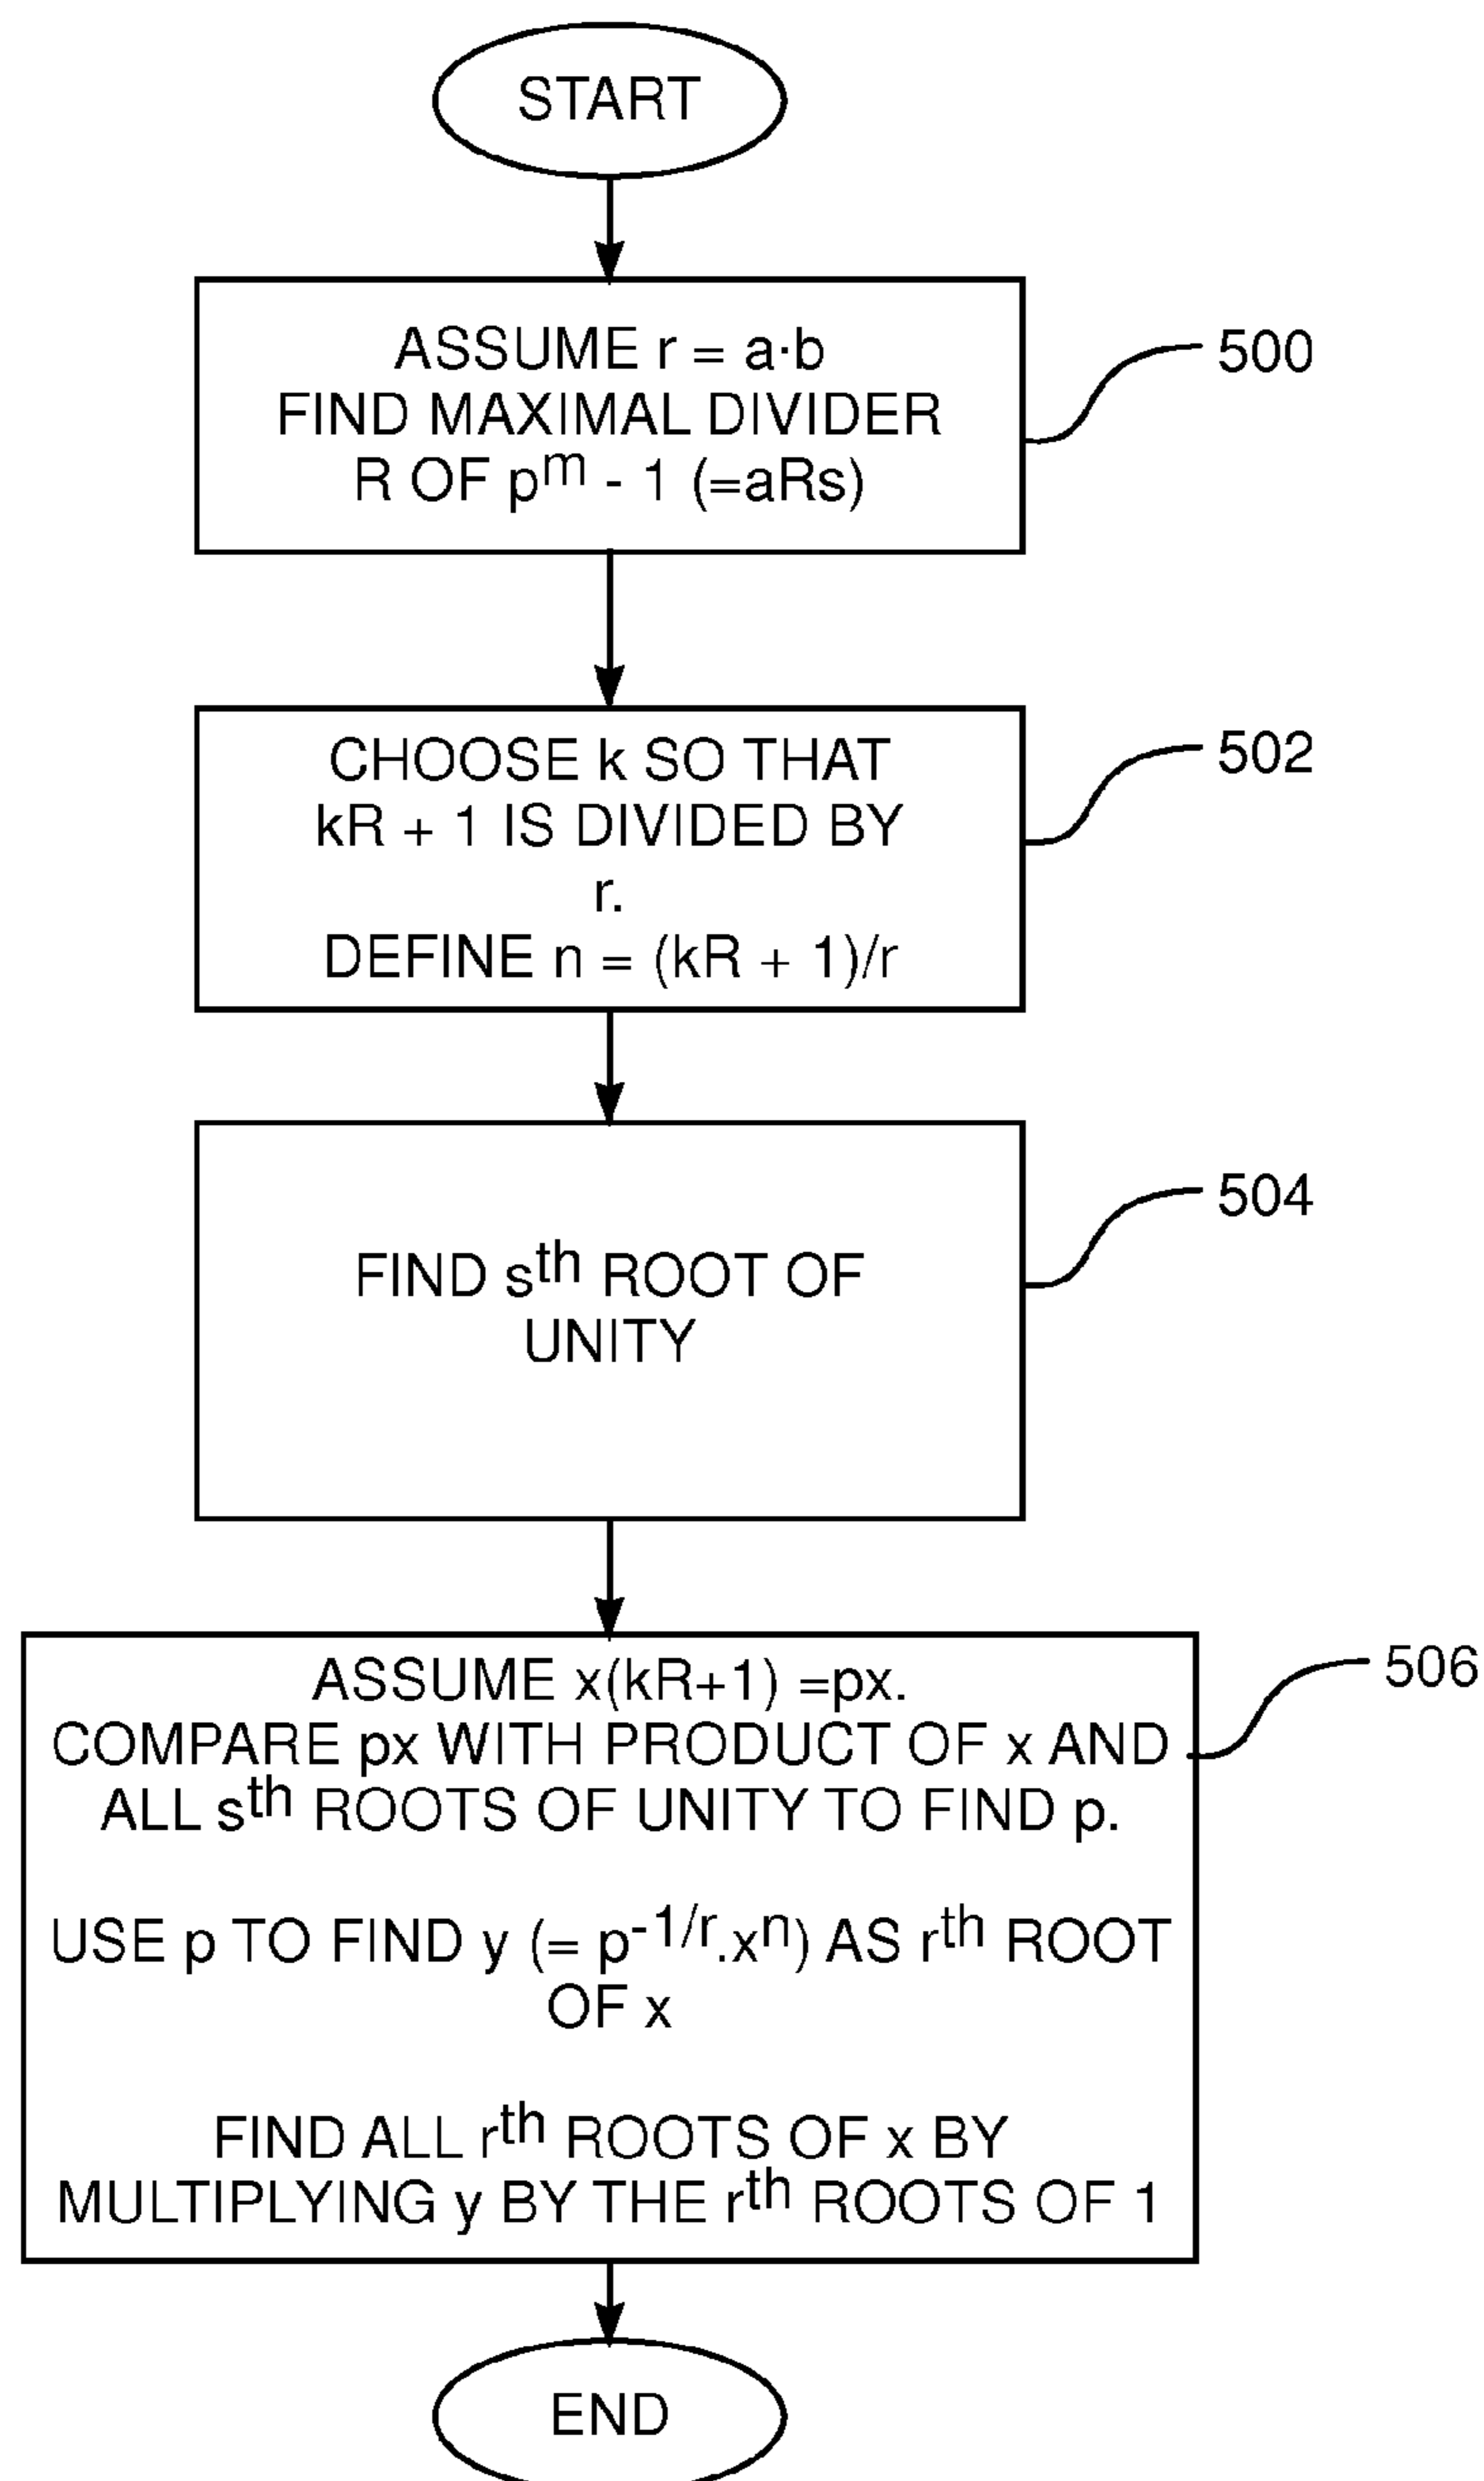 START
ASSUME r = a·b
FIND MAXIMAL DIVIDER
R OF p^m - 1 (=aRs)
500
CHOOSE k SO THAT
kR + 1 IS DIVIDED BY
r.
DEFINE n = (kR + 1)/r
502
FIND s^th ROOT OF
UNITY
504
ASSUME x(kR+1) =px.
COMPARE px WITH PRODUCT OF x AND
ALL s^th ROOTS OF UNITY TO FIND p.
USE p TO FIND y (= p^-1/r.x^n) AS r^th ROOT
OF x
FIND ALL r^th ROOTS OF x BY
MULTIPLYING y BY THE r^th ROOTS OF 1
506
END